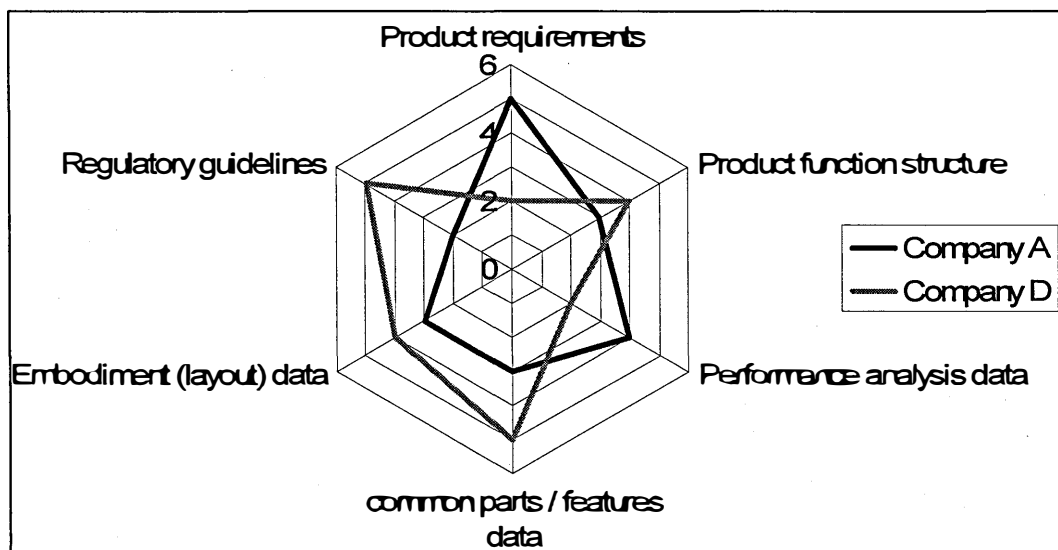 Product requirements
6
4
2
0
Regulatory guidelines
Product function structure
Company A
Company D
Embodiment (layout) data
Performance analysis data
common parts / features
data